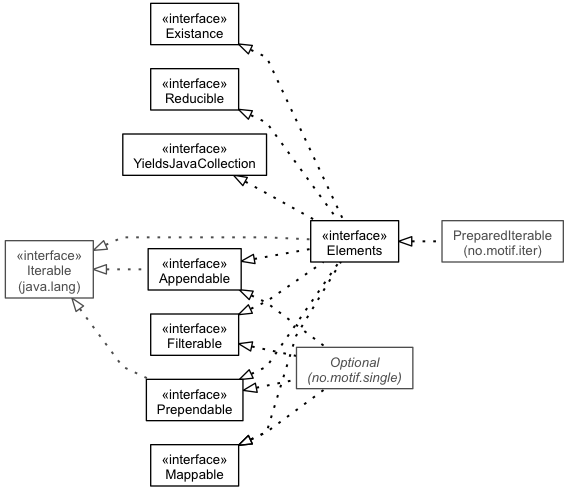 «interface»
Existance
«interface»
Reducible
«interface»
YieldsJavaCollection
«interface»
Elements
PreparedIterable
(no.motif.iter)
«interface»
Iterable
(java.lang)
«interface»
Appendable
«interface»
Filterable
Optional
(no.motif.single)
«interface»
Prependable
«interface»
Mappable